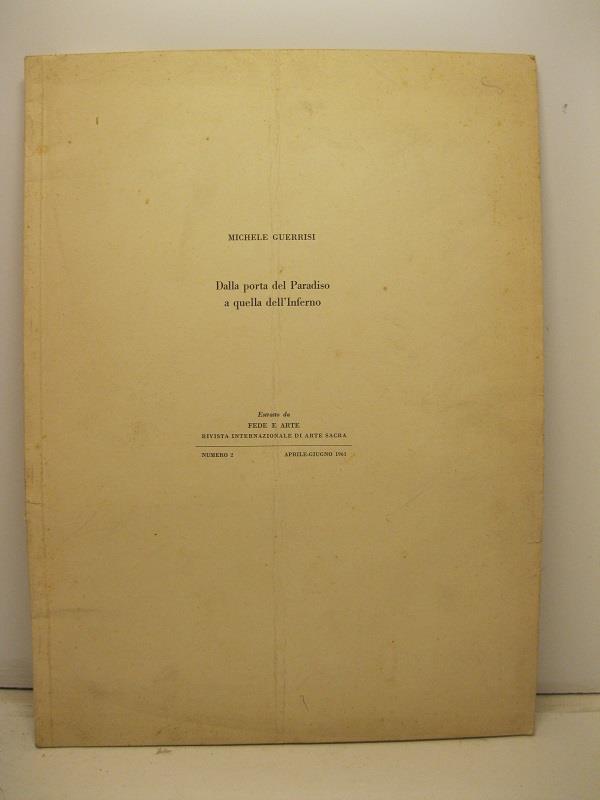 MICHELE GUERRISI
Dalla porta del Paradiso
a quella dell'Inferno
Estratto da
FEDE E ARTE
RIVISTA INTERNAZIONALE DI ARTE SACRA
NUMERO 2 APRILE-GIUGNO 1961